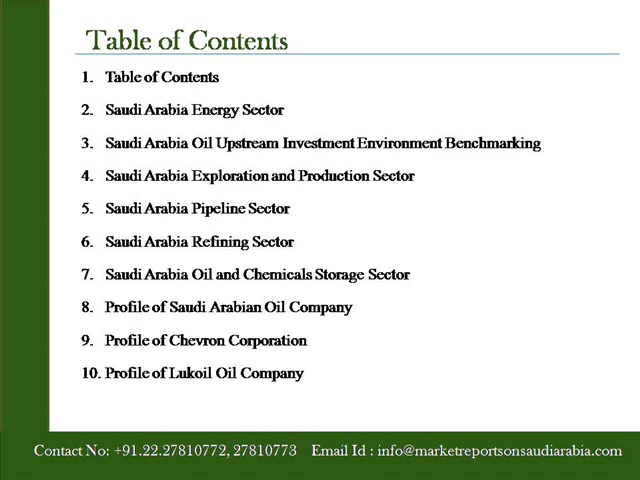 Table of Contents
1. Table of Contents
2. Saudi Arabia Energy Sector
3. Saudi Arabia Oil Upstream Investment Environment Benchmarking
4. Saudi Arabia Exploration and Production Sector
5. Saudi Arabia Pipeline Sector
6. Saudi Arabia Refining Sector
7. Saudi Arabia Oil and Chemicals Storage Sector
8. Profile of Saudi Arabian Oil Company
9. Profile of Chevron Corporation
10. Profile of Lukoil Oil Company
Contact No: +91.22.27810772, 27810773 Email Id : info@marketreportsonsaudiarabia.com